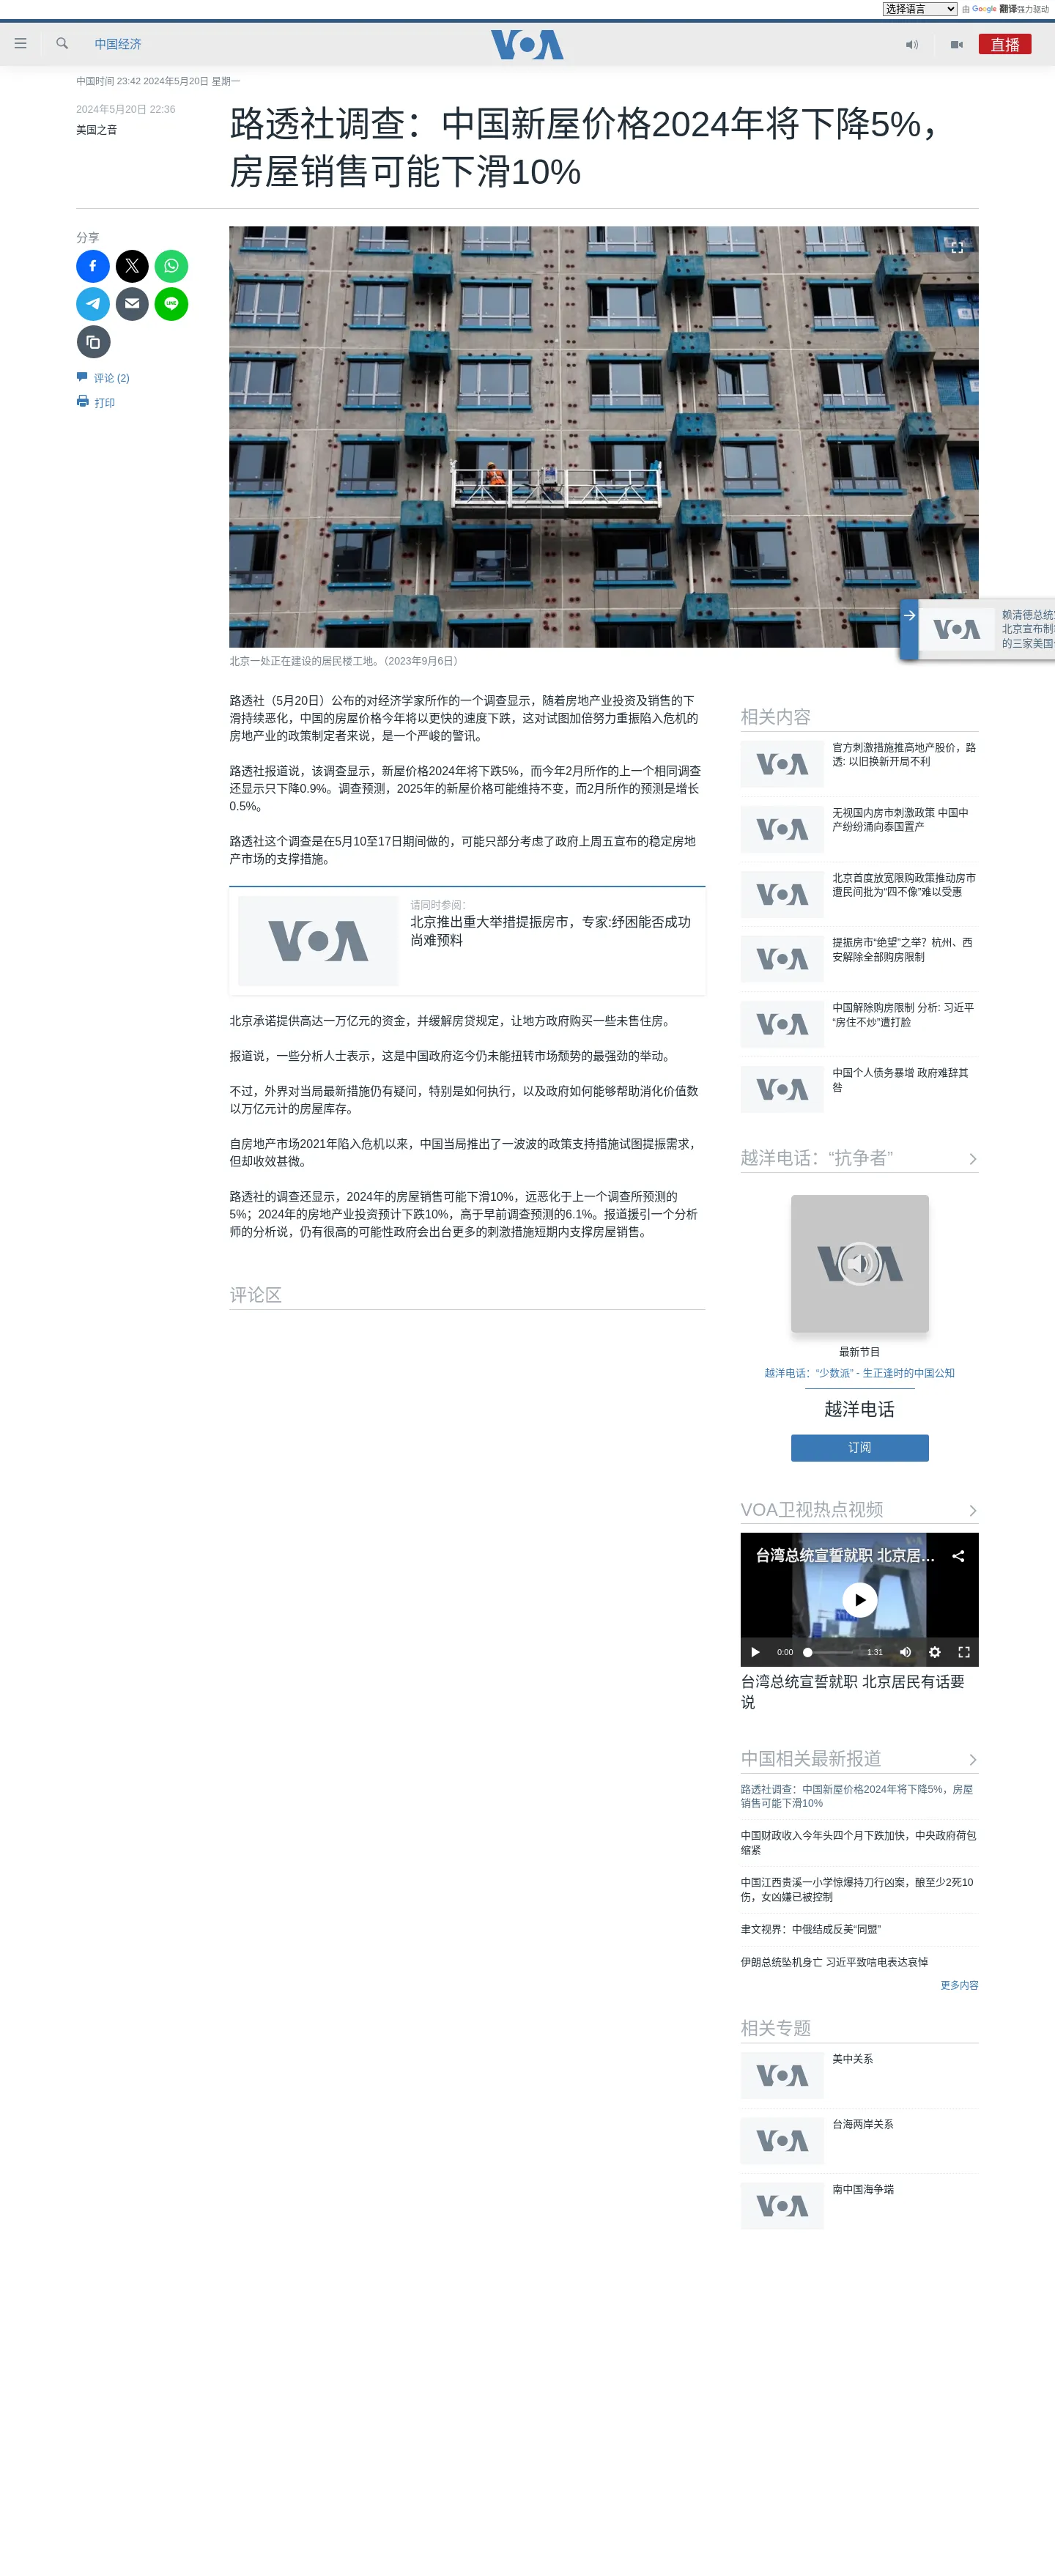 选择语言 由 Google 翻译强力驱动
中国经济
VOA
直播
中国时间 23:42 2024年5月20日 星期一
2024年5月20日 22:36
美国之音
路透社调查：中国新屋价格2024年将下降5%，
房屋销售可能下滑10%
分享
评论 (2)
打印
北京一处正在建设的居民楼工地。（2023年9月6日）
路透社（5月20日）公布的对经济学家所作的一个调查显示，随着房地产业投资及销售的下
滑持续恶化，中国的房屋价格今年将以更快的速度下跌，这对试图加倍努力重振陷入危机的
房地产业的政策制定者来说，是一个严峻的警讯。
路透社报道说，该调查显示，新屋价格2024年将下跌5%，而今年2月所作的上一个相同调查
还显示只下降0.9%。调查预测，2025年的新屋价格可能维持不变，而2月所作的预测是增长
0.5%。
路透社这个调查是在5月10至17日期间做的，可能只部分考虑了政府上周五宣布的稳定房地
产市场的支撑措施。
VOA
请同时参阅：
北京推出重大举措提振房市，专家:纾困能否成功
尚难预料
北京承诺提供高达一万亿元的资金，并缓解房贷规定，让地方政府购买一些未售住房。
报道说，一些分析人士表示，这是中国政府迄今仍未能扭转市场颓势的最强劲的举动。
不过，外界对当局最新措施仍有疑问，特别是如何执行，以及政府如何能够帮助消化价值数
以万亿元计的房屋库存。
自房地产市场2021年陷入危机以来，中国当局推出了一波波的政策支持措施试图提振需求，
但却收效甚微。
路透社的调查还显示，2024年的房屋销售可能下滑10%，远恶化于上一个调查所预测的
5%；2024年的房地产业投资预计下跌10%，高于早前调查预测的6.1%。报道援引一个分析
师的分析说，仍有很高的可能性政府会出台更多的刺激措施短期内支撑房屋销售。
评论区
VOA
赖清德总统
北京宣布制
的三家美国
相关内容
VOA
官方刺激措施推高地产股价，路
透: 以旧换新开局不利
VOA
无视国内房市刺激政策 中国中
产纷纷涌向泰国置产
VOA
北京首度放宽限购政策推动房市
遭民间批为“四不像”难以受惠
VOA
提振房市“绝望”之举？杭州、西
安解除全部购房限制
VOA
中国解除购房限制 分析: 习近平
“房住不炒”遭打脸
VOA
中国个人债务暴增 政府难辞其
咎
越洋电话：“抗争者”
VOA
最新节目
越洋电话：“少数派” - 生正逢时的中国公知
越洋电话
订阅
VOA卫视热点视频
台湾总统宣誓就职 北京居...
0:00
1:31
台湾总统宣誓就职 北京居民有话要
说
中国相关最新报道
路透社调查：中国新屋价格2024年将下降5%，房屋
销售可能下滑10%
中国财政收入今年头四个月下跌加快，中央政府荷包
缩紧
中国江西贵溪一小学惊爆持刀行凶案，酿至少2死10
伤，女凶嫌已被控制
聿文视界：中俄结成反美“同盟”
伊朗总统坠机身亡 习近平致唁电表达哀悼
更多内容
相关专题
VOA
美中关系
VOA
台海两岸关系
VOA
南中国海争端